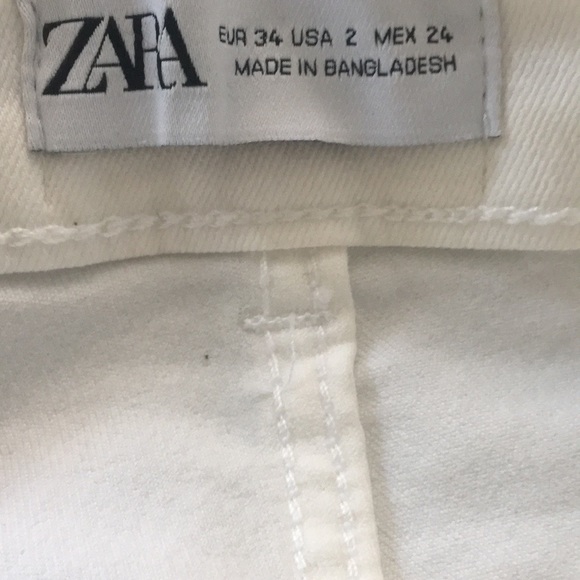 ZARA
EUR 34 USA 2 MEX 24
MADE IN BANGLADESH